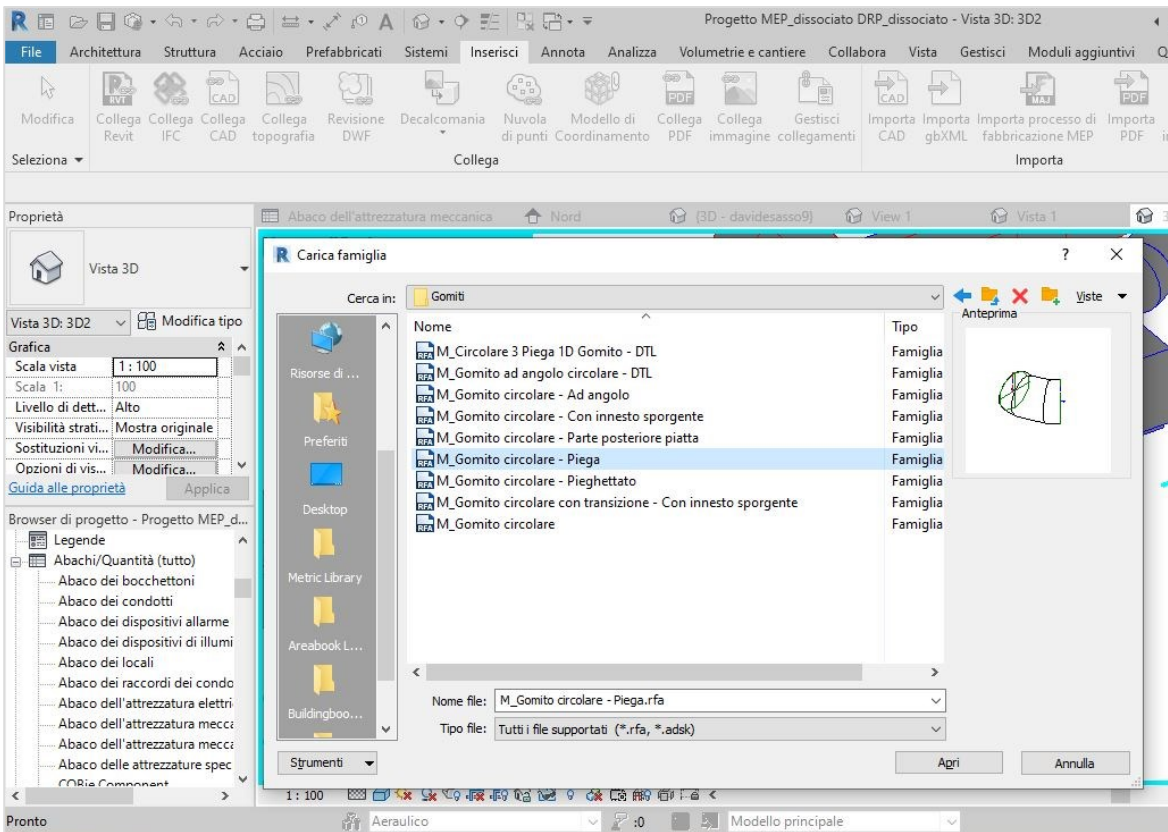 Progetto MEP_dissociato DRP_dissociato - Vista 3D: 3D2
File Architettura Struttura Acciaio Prefabbricati Sistemi Inserisci Annota Analizza Volumetrie e cantiere Collabora Vista Gestisci Moduli aggiuntivi
Modifica
Collega Revit
Collega IFC
Collega CAD
Collega topografia
Revisione DWF
Decalcomania
Nuvola di punti
Modello di Coordinamento
Collega PDF
Collega immagine
Gestisci collegamenti
Importa CAD
Importa gbXML
Importa processo di fabbricazione MEP
Importa PDF
Seleziona
Collega
Importa
Proprietà
Abaco dell'attrezzatura meccanica
Nord
{3D - davidesasso9}
View 1
Vista 1
Vista 3D
Vista 3D: 3D2
Modifica tipo
Grafica
Scala vista 1 : 100
Scala 1: 100
Livello di dett... Alto
Visibilità strati... Mostra originale
Sostituzioni vi... Modifica...
Opzioni di vis... Modifica...
Guida alle proprietà
Applica
Browser di progetto - Progetto MEP_d...
Legende
Abachi/Quantità (tutto)
Abaco dei bocchettoni
Abaco dei condotti
Abaco dei dispositivi allarme
Abaco dei dispositivi di illumi
Abaco dei locali
Abaco dei raccordi dei condo
Abaco dell'attrezzatura elettri
Abaco dell'attrezzatura mecca
Abaco dell'attrezzatura mecca
Abaco delle attrezzature spec
COBie Component
Carica famiglia
?
Cerca in: Gomiti
Viste
Anteprima
Risorse di ...
Preferiti
Desktop
Metric Library
Areabook L...
Buildingboo...
Nome Tipo
M_Circolare 3 Piega 1D Gomito - DTL Famiglia
M_Gomito ad angolo circolare - DTL Famiglia
M_Gomito circolare - Ad angolo Famiglia
M_Gomito circolare - Con innesto sporgente Famiglia
M_Gomito circolare - Parte posteriore piatta Famiglia
M_Gomito circolare - Piega Famiglia
M_Gomito circolare - Pieghettato Famiglia
M_Gomito circolare con transizione - Con innesto sporgente Famiglia
M_Gomito circolare Famiglia
Nome file: M_Gomito circolare - Piega.rfa
Tipo file: Tutti i file supportati (*.rfa, *.adsk)
Strumenti
Apri
Annulla
1 : 100
Pronto
Aeraulico
:0
Modello principale